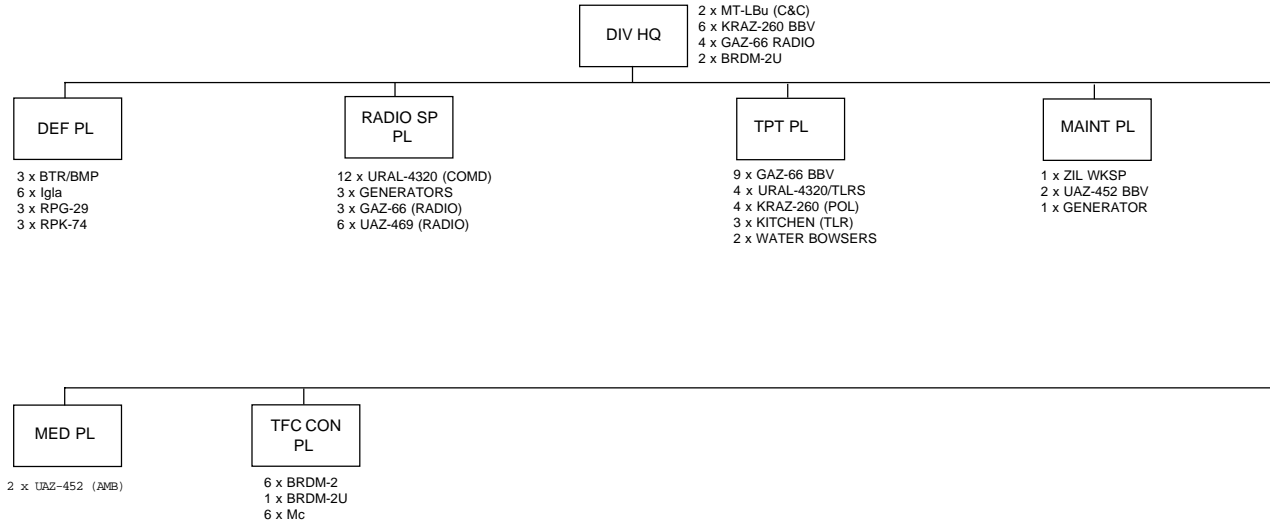 DIV HQ
2 x MT-LBu (C&C)
6 x KRAZ-260 BBV
4 x GAZ-66 RADIO
2 x BRDM-2U
DEF PL
3 x BTR/BMP
6 x Igla
3 x RPG-29
3 x RPK-74
RADIO SP
PL
12 x URAL-4320 (COMD)
3 x GENERATORS
3 x GAZ-66 (RADIO)
6 x UAZ-469 (RADIO)
TPT PL
9 x GAZ-66 BBV
4 x URAL-4320/TLRS
4 x KRAZ-260 (POL)
3 x KITCHEN (TLR)
2 x WATER BOWSERS
MAINT PL
1 x ZIL WKSP
2 x UAZ-452 BBV
1 x GENERATOR
MED PL
2 x UAZ-452 (AMB)
TFC CON
PL
6 x BRDM-2
1 x BRDM-2U
6 x Mc